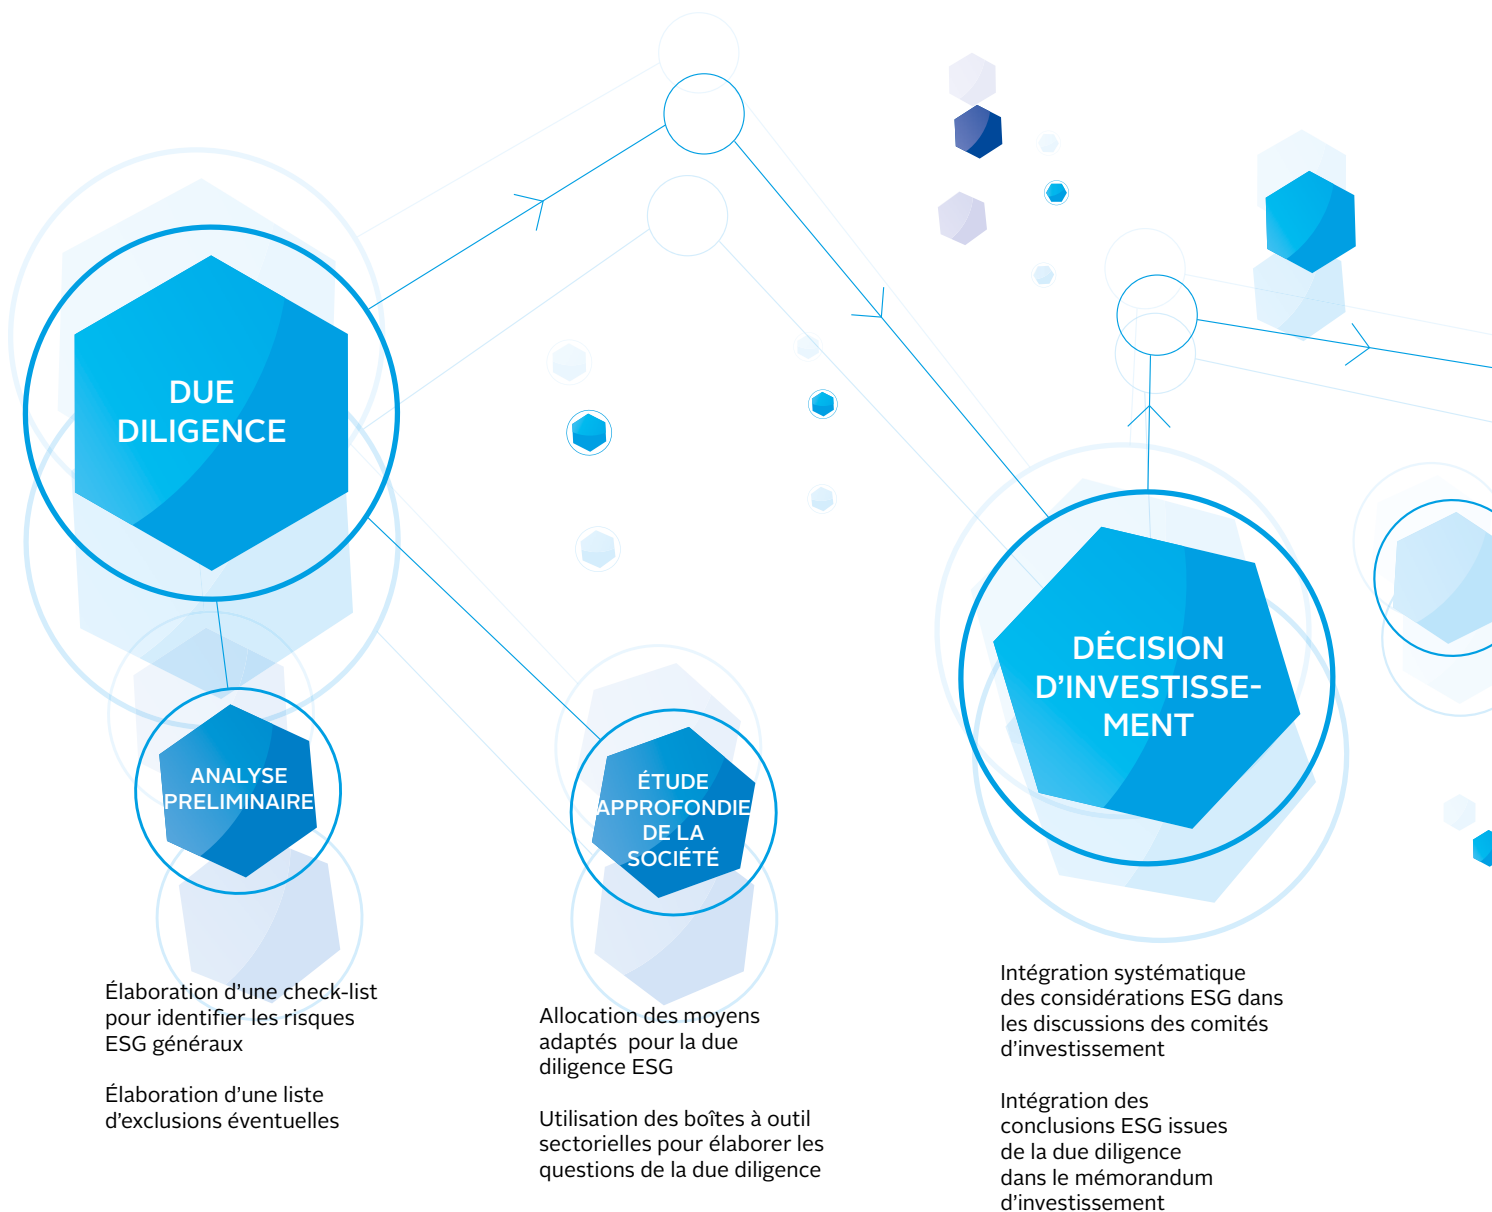 DUE
DILIGENCE
ANALYSE
PRELIMINAIRE
Élaboration d’une check-list
pour identifier les risques
ESG généraux
Élaboration d’une liste
d’exclusions éventuelles
ÉTUDE
APPROFONDIE
DE LA
SOCIÉTÉ
Allocation des moyens
adaptés  pour la due
diligence ESG
Utilisation des boîtes à outil
sectorielles pour élaborer les
questions de la due diligence
DÉCISION
D’INVESTISSE-
MENT
Intégration systématique
des considérations ESG dans
les discussions des comités
d’investissement
Intégration des
conclusions ESG issues
de la due diligence
dans le mémorandum
d’investissement